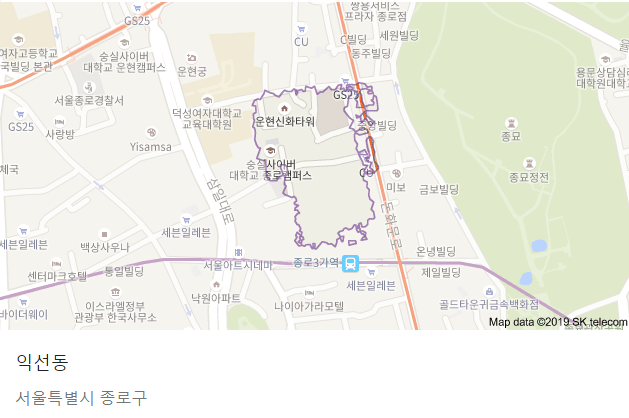 GS25
쌍용서비스
프라자 종로점
여자고등학교
국빌딩 본관
숭실사이버
대학교 운현캠퍼스
CU
C빌딩
동주빌딩
세원빌딩
운현궁
용문상담심리
대학원대학교
서울종로경찰서
GS25
사랑방
Yisamsa
덕성여자대학교
교육대학원
GS25
운현신화타워
중앙빌딩
종묘
제국
숭실사이버
대학교 종로캠퍼스
CU
미보
금보빌딩
종묘정전
삼일대로
돈화문로
세븐일레븐
백상사우나
세븐일레븐
서울아트시네마
종로3가역
온녕빌딩
제일빌딩
센터마크호텔
통일빌딩
세븐일레븐
바이더웨이
이스라엘정부
관광부 한국사무소
낙원아파트
나이아가라모텔
골드타운귀금속백화점
Map data ©2019 SK telecom
익선동
서울특별시 종로구